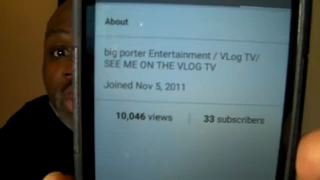 About
big porter Entertainment / VLog TV/
SEE ME ON THE VLOG TV
Joined Nov 5, 2011
10,046 views 33 subscribers